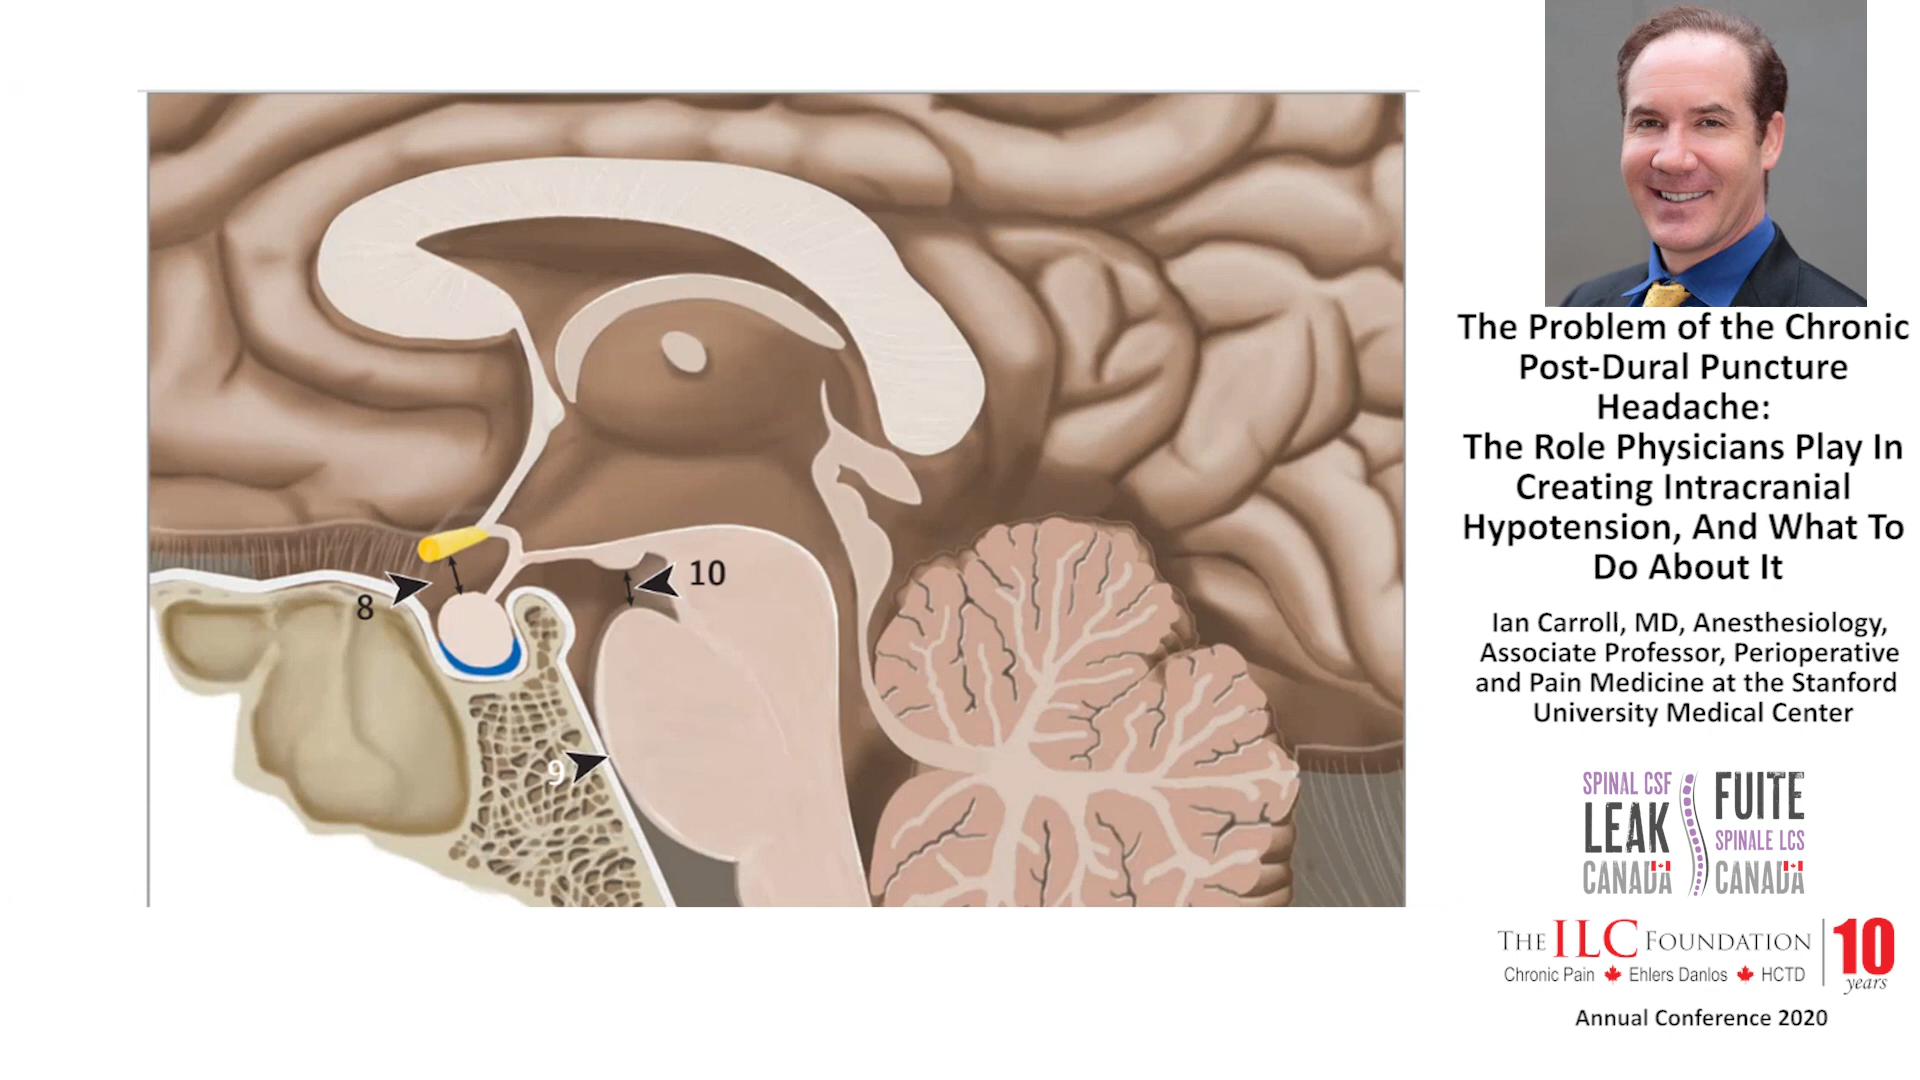 8
10
9
The Problem of the Chronic
Post-Dural Puncture
Headache:
The Role Physicians Play In
Creating Intracranial
Hypotension, And What To
Do About It
Ian Carroll, MD, Anesthesiology,
Associate Professor, Perioperative
and Pain Medicine at the Stanford
University Medical Center
SPINAL CSF
LEAK
CANADA
FUITE
SPINALE LCS
CANADA
THE ILC FOUNDATION
Chronic Pain Ehlers Danlos HCTD
10
years
Annual Conference 2020